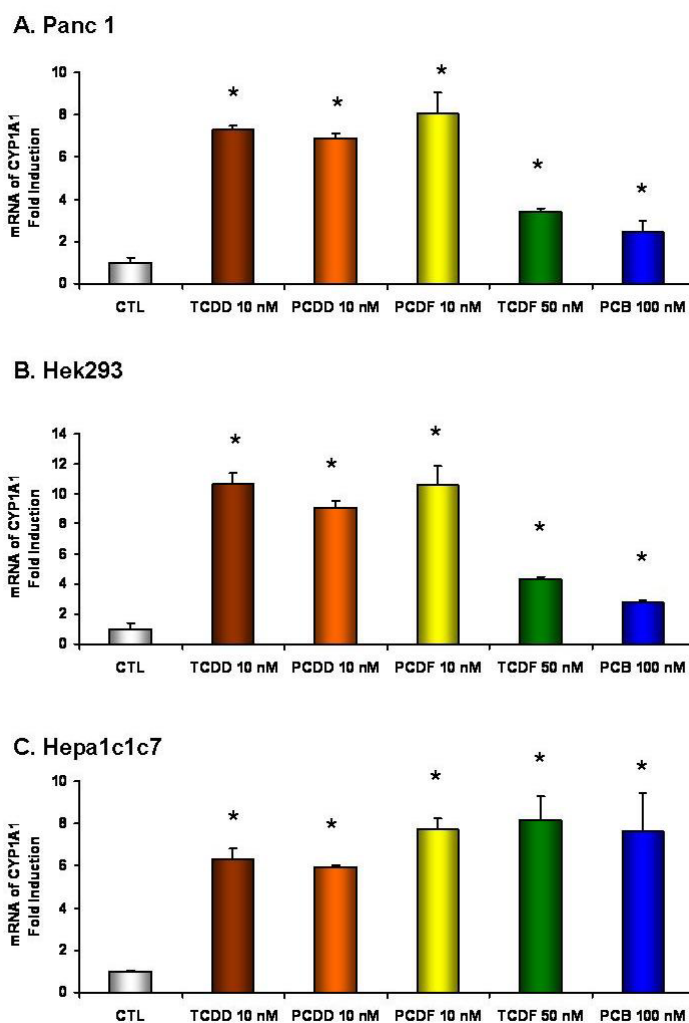 A. Panc 1
mRNA of CYP1A1
Fold Induction
10
8
6
4
2
0
* * * * *
CTL TCDD 10 nM PCDD 10 nM PCDF 10 nM TCDF 50 nM PCB 100 nM
B. Hek293
mRNA of CYP1A1
Fold Induction
14
12
10
8
6
4
2
0
* * * * *
CTL TCDD 10 nM PCDD 10 nM PCDF 10 nM TCDF 50 nM PCB 100 nM
C. Hepa1c1c7
mRNA of CYP1A1
Fold Induction
10
8
6
4
2
0
* * * * *
CTL TCDD 10 nM PCDD 10 nM PCDF 10 nM TCDF 50 nM PCB 100 nM